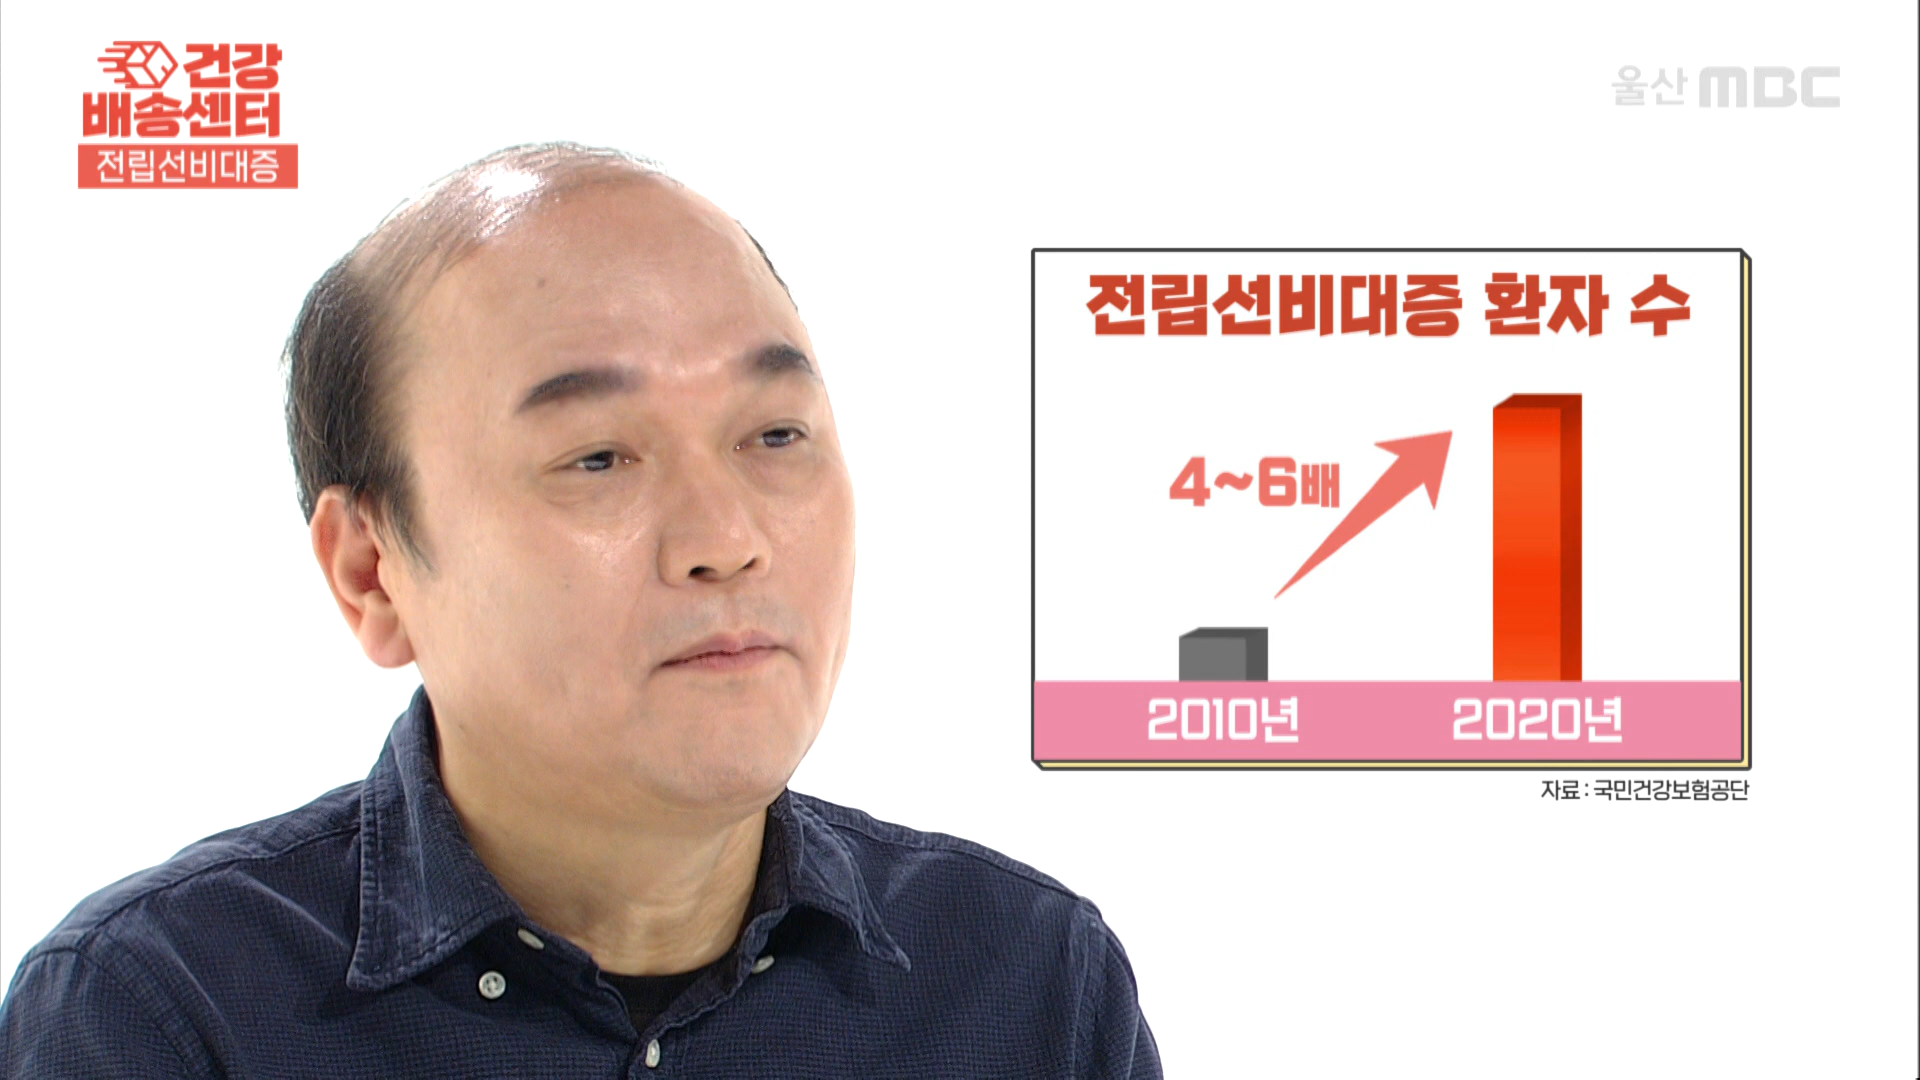 건강
배송센터
전립선비대증
울산 MBC
전립선비대증 환자 수
4~6배
2010년 2020년
자료 : 국민건강보험공단